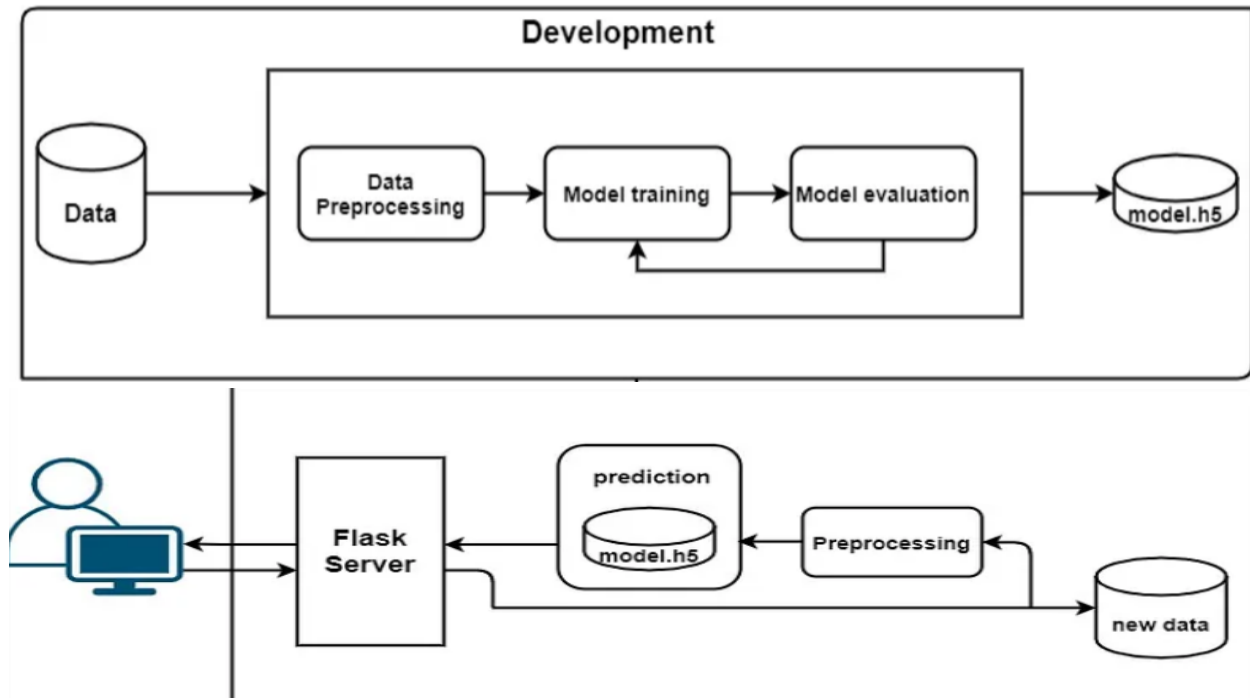 Development
Data
Data
Preprocessing
Model training
Model evaluation
model.h5
Flask
Server
prediction
model.h5
Preprocessing
new data